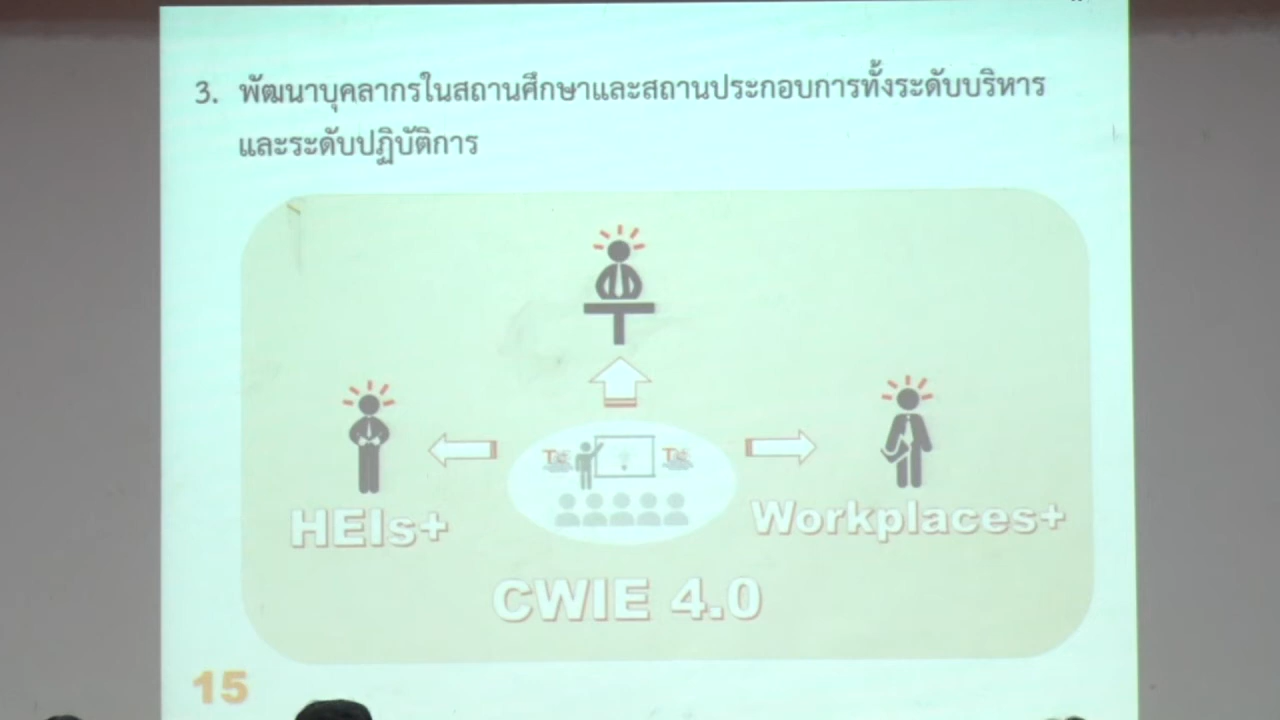 3. พัฒนาบุคลากรในสถานศึกษาและสถานประกอบการทั้งระดับบริหาร
และระดับปฏิบัติการ
HEIs+
Workplaces+
CWIE 4.0
15